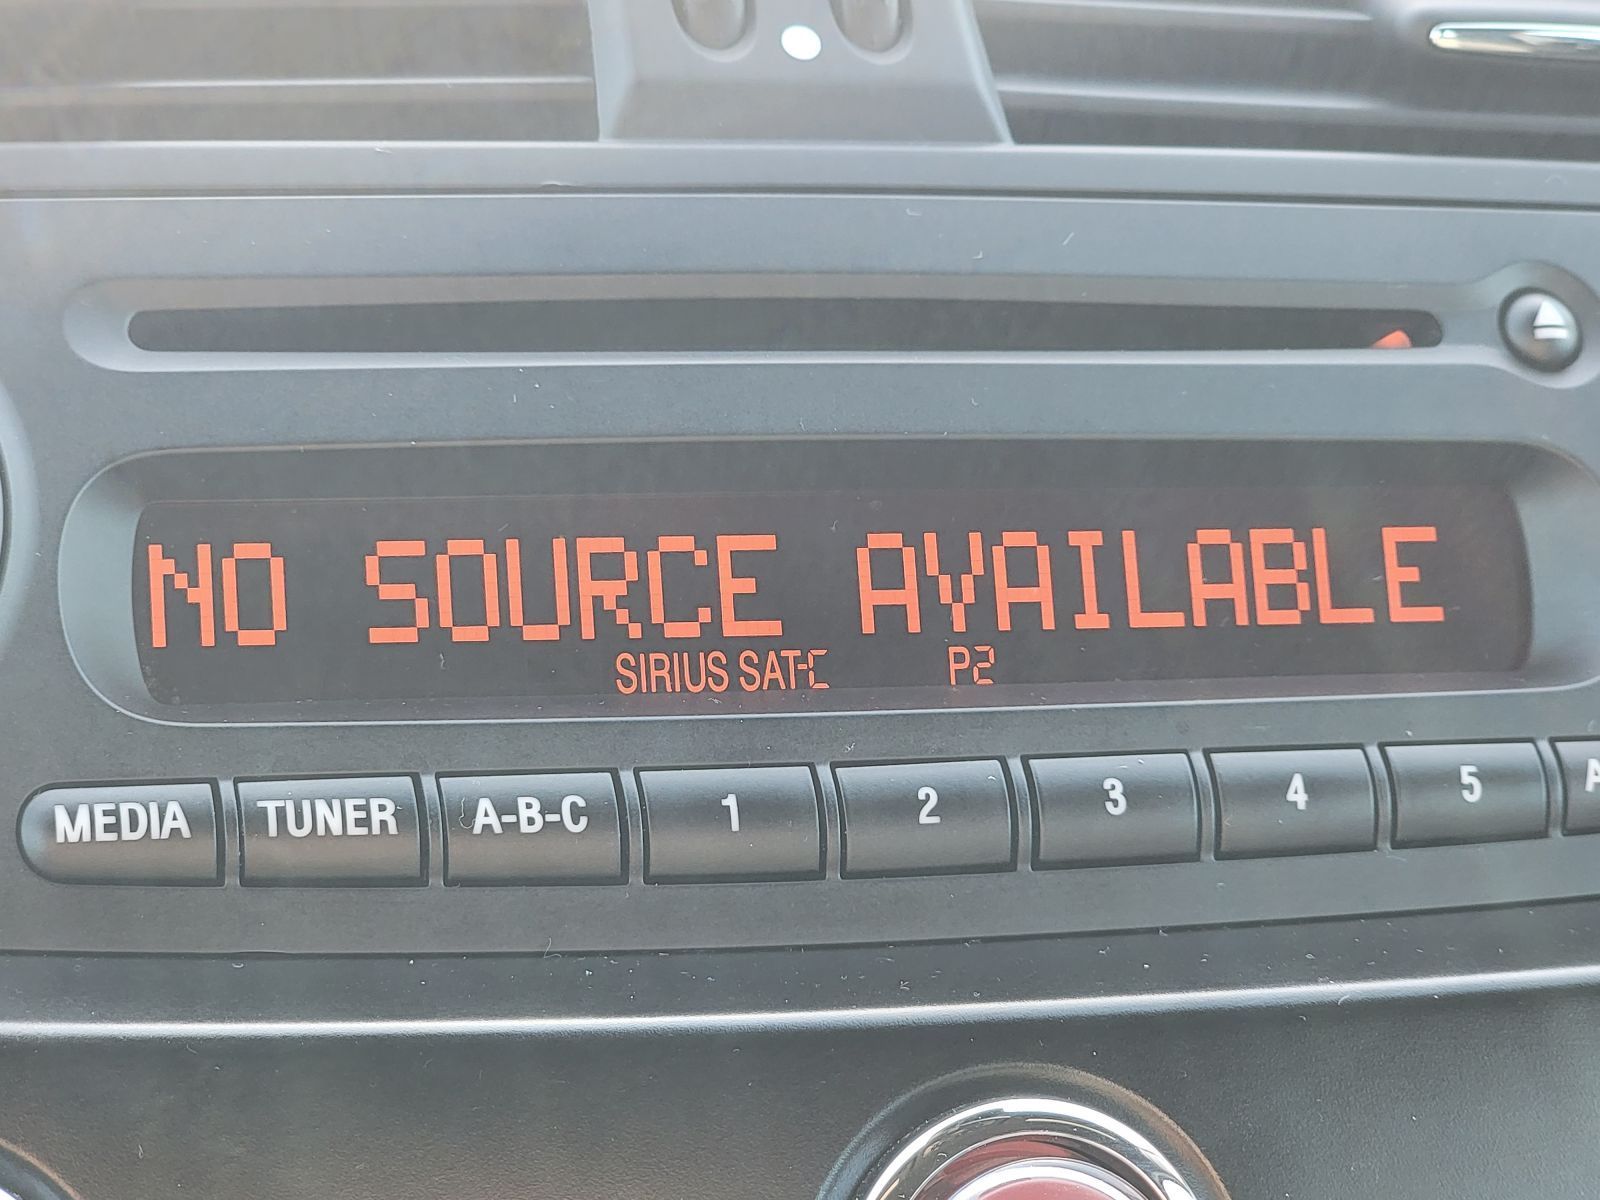 NO SOURCE AVAILABLE
SIRIUS SAT-C P2
MEDIA TUNER A-B-C 1 2 3 4 5 A